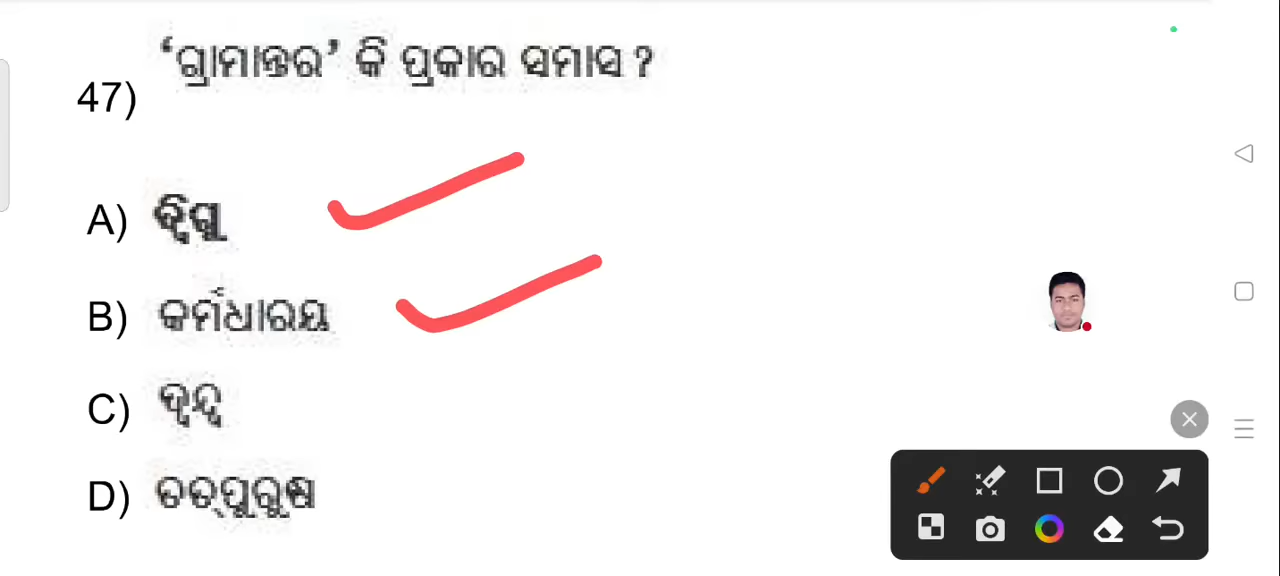 ‘ଗ୍ରାମାନ୍ତର’ କି ପ୍ରକାର ସମାସ ?
47)
A) ଦ୍ୱିଗୁ
B) କର୍ମଧାରୟ
C) ଦ୍ୱନ୍ଦ୍ୱ
D) ତତ୍‌ପୁରୁଷ